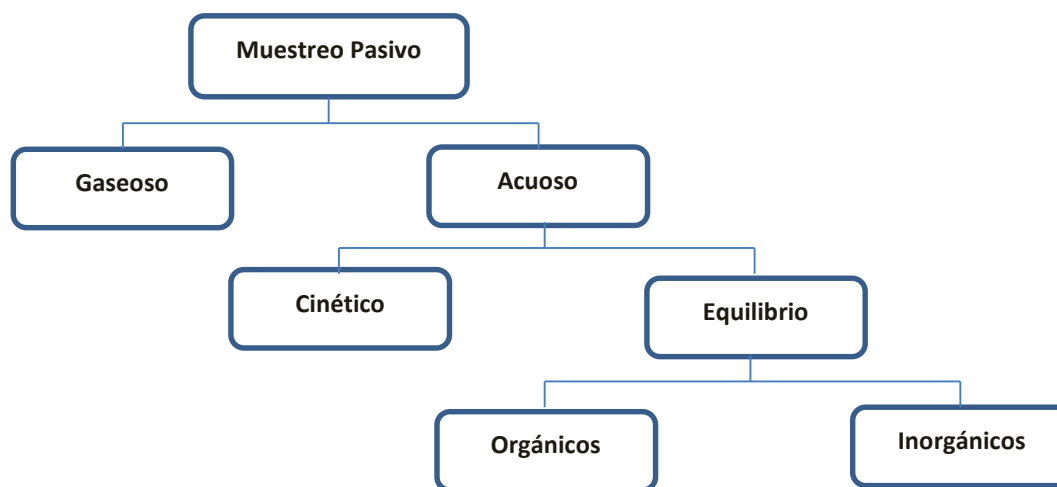 Muestreo Pasivo
Gaseoso
Acuoso
Cinético
Equilibrio
Orgánicos
Inorgánicos